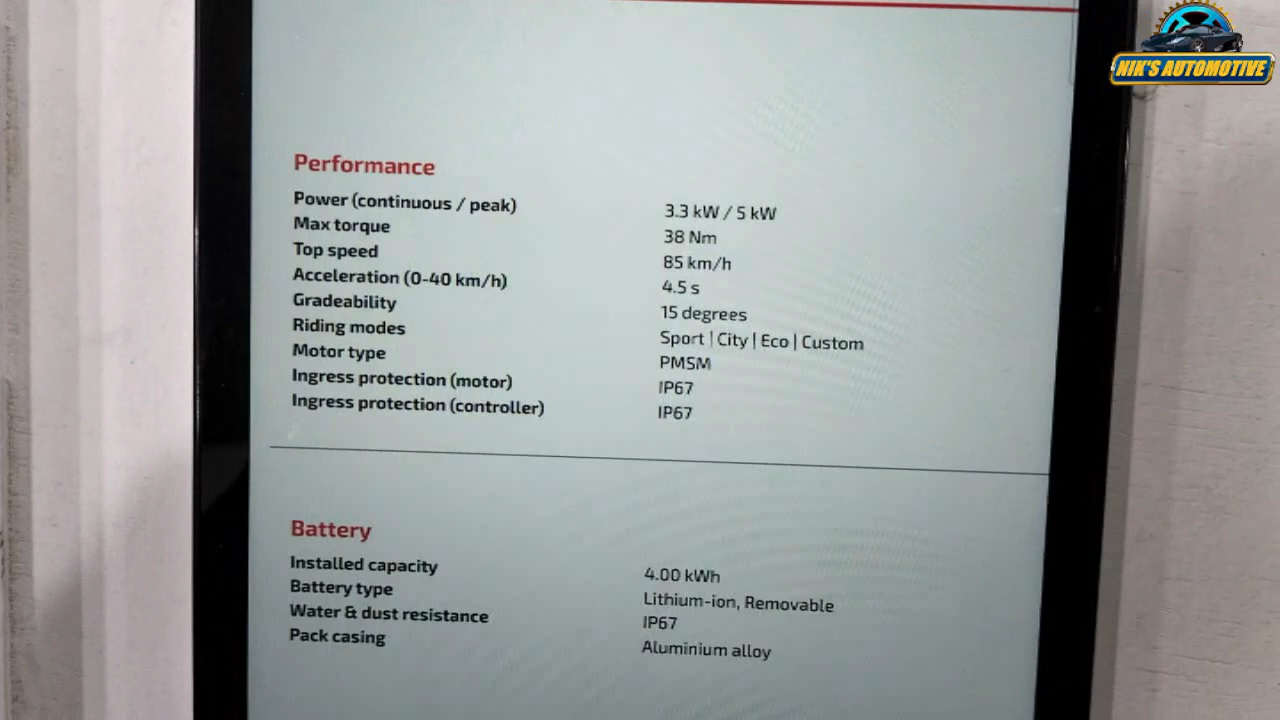 NIK'S AUTOMOTIVE
Performance
Power (continuous / peak) 3.3 kW / 5 kW
Max torque 38 Nm
Top speed 85 km/h
Acceleration (0-40 km/h) 4.5 s
Gradeability 15 degrees
Riding modes Sport | City | Eco | Custom
Motor type PMSM
Ingress protection (motor) IP67
Ingress protection (controller) IP67
Battery
Installed capacity 4.00 kWh
Battery type Lithium-ion, Removable
Water & dust resistance IP67
Pack casing Aluminium alloy